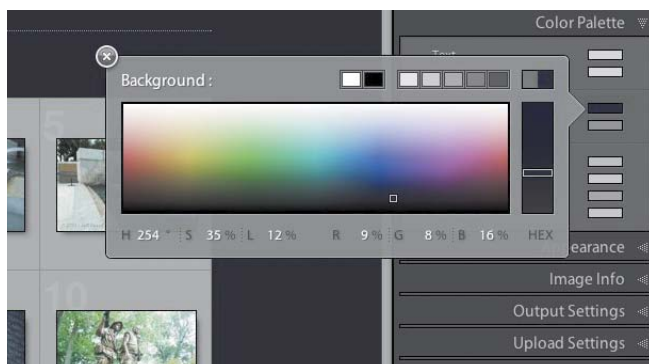 Color Palette
Text
Background :
5
H 254 ° S 35 % L 12 % R 9 % G 8 % B 16 % HEX
earance
Image Info
10
Output Settings
Upload Settings